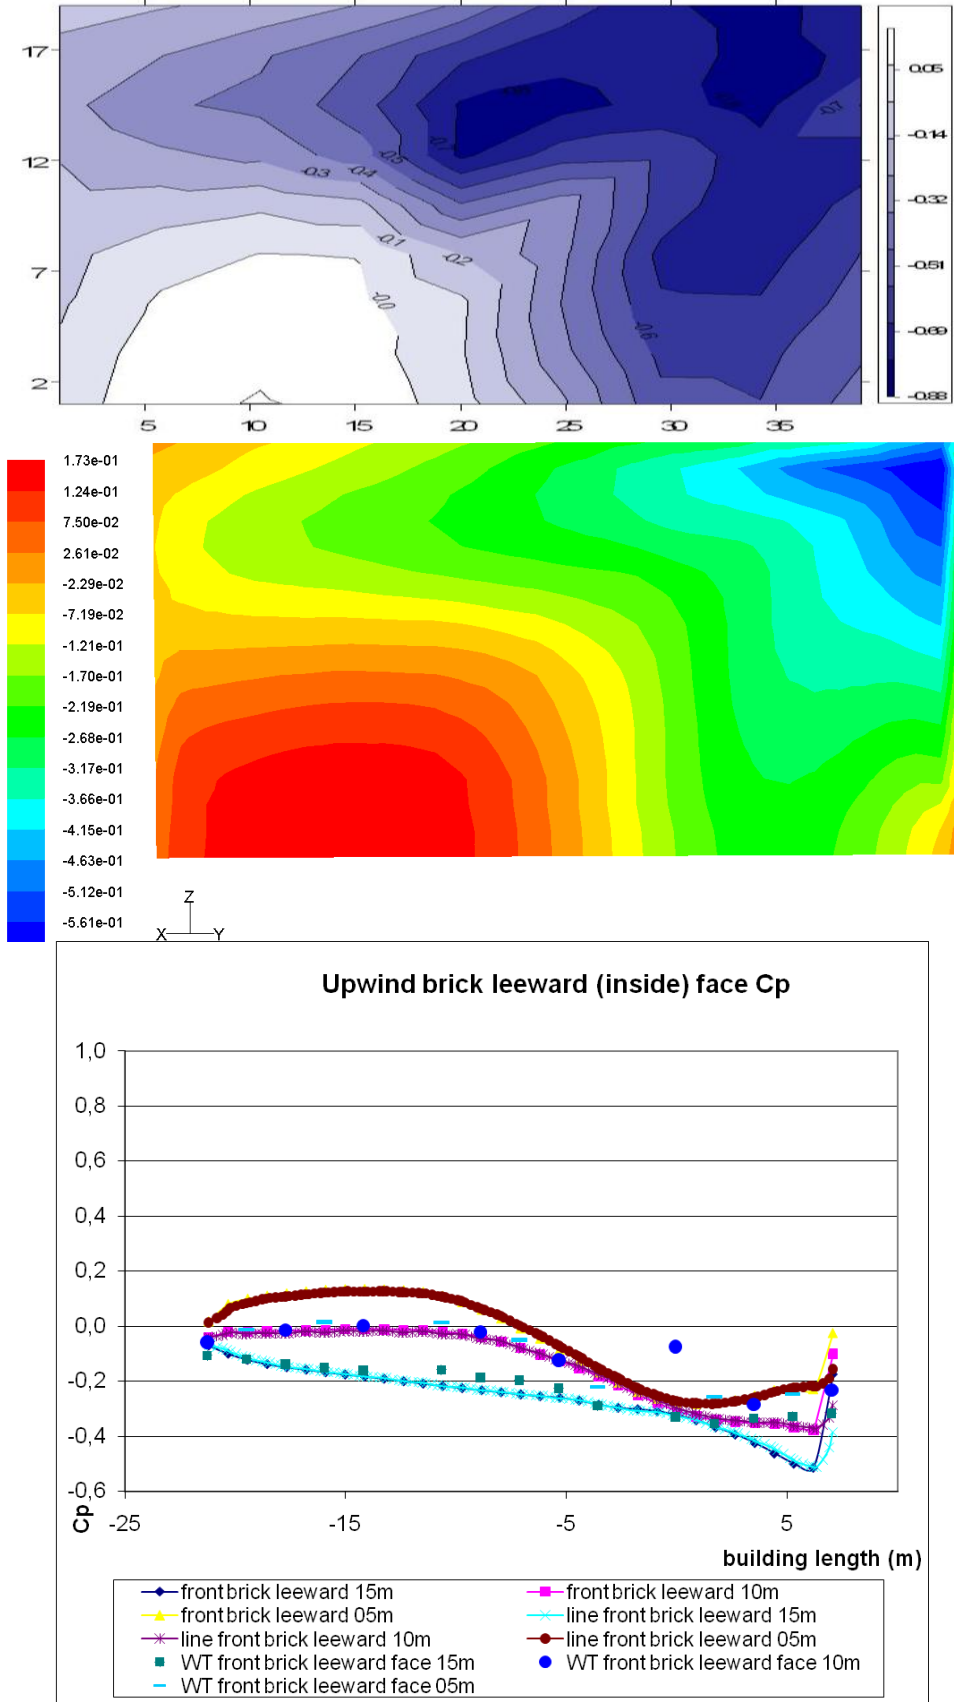 17
12
7
2
5 10 15 20 25 30 35
-0.5
-0.3
-0.4
-0.1
-0.2
-0.0
-0.6
-0.7
0.05
-0.14
-0.32
-0.51
-0.69
-0.88
1.73e-01
1.24e-01
7.50e-02
2.61e-02
-2.29e-02
-7.19e-02
-1.21e-01
-1.70e-01
-2.19e-01
-2.68e-01
-3.17e-01
-3.66e-01
-4.15e-01
-4.63e-01
-5.12e-01
-5.61e-01
Z
X Y
Upwind brick leeward (inside) face Cp
1,0
0,8
0,6
0,4
0,2
0,0
-0,2
-0,4
-0,6
Cp
-25 -15 -5 5
building length (m)
front brick leeward 15m
front brick leeward 10m
front brick leeward 05m
line front brick leeward 15m
line front brick leeward 10m
line front brick leeward 05m
WT front brick leeward face 15m
WT front brick leeward face 10m
WT front brick leeward face 05m